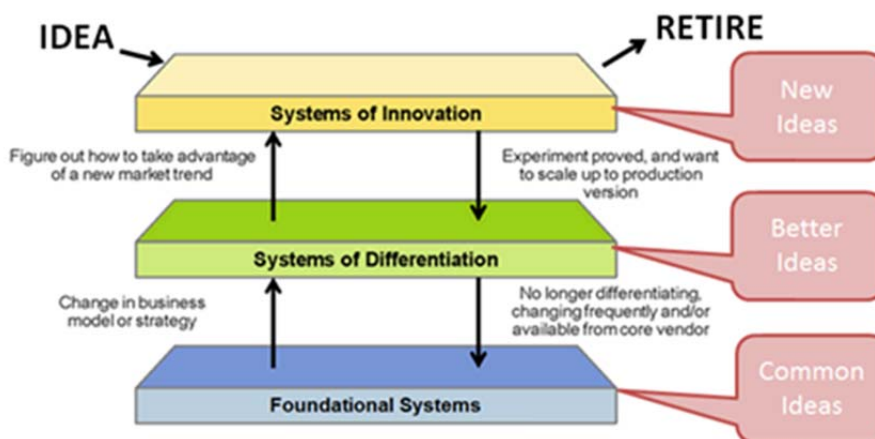 IDEA
RETIRE
Systems of Innovation
New
Ideas
Figure out how to take advantage
of a new market trend
Experiment proved, and want
to scale up to production
version
Systems of Differentiation
Better
Ideas
Change in business
model or strategy
No longer differentiating,
changing frequently and/or
available from core vendor
Foundational Systems
Common
Ideas